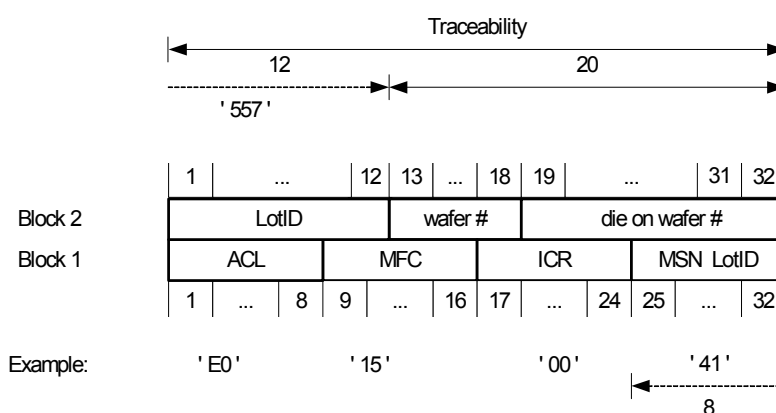 Traceability
12 20
' 557 '
1 ... 12 13 ... 18 19 ... 31 32
Block 2 LotID wafer # die on wafer #
Block 1 ACL MFC ICR MSN LotID
1 ... 8 9 ... 16 17 ... 24 25 ... 32
Example: ' E0' ' 15 ' ' 00 ' ' 41 '
8